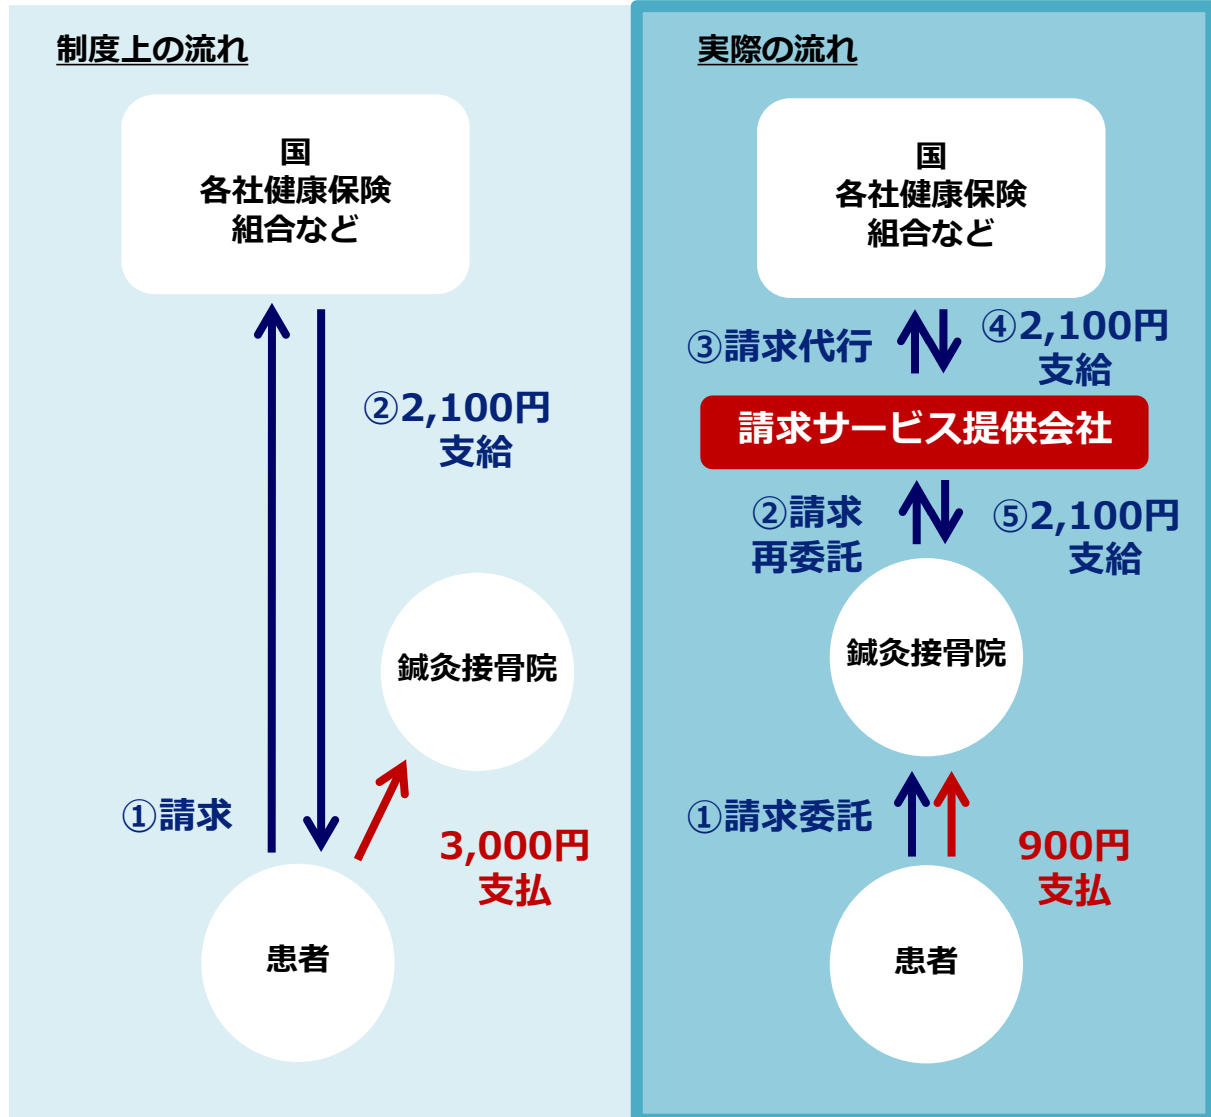 制度上の流れ
国
各社健康保険
組合など
②2,100円
支給
鍼灸接骨院
①請求
3,000円
支払
患者
実際の流れ
国
各社健康保険
組合など
③請求代行
④2,100円
支給
請求サービス提供会社
②請求
再委託
⑤2,100円
支給
鍼灸接骨院
①請求委託
900円
支払
患者